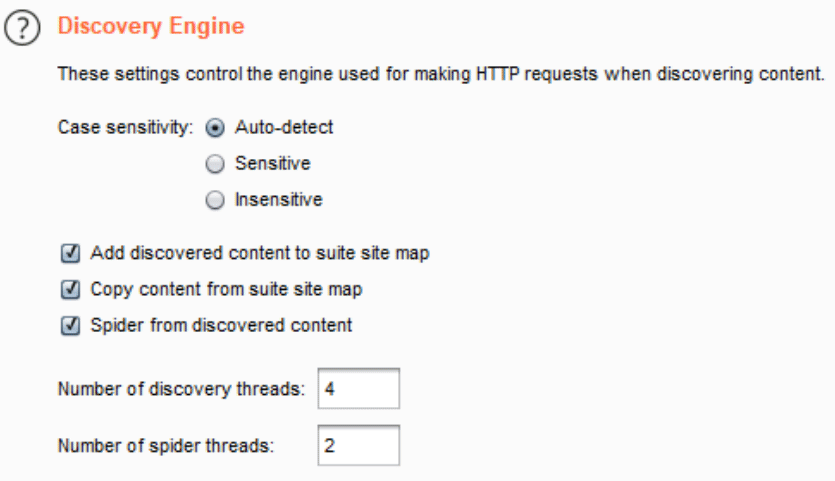 ? Discovery Engine
These settings control the engine used for making HTTP requests when discovering content.
Case sensitivity: Auto-detect
Sensitive
Insensitive
Add discovered content to suite site map
Copy content from suite site map
Spider from discovered content
Number of discovery threads: 4
Number of spider threads: 2